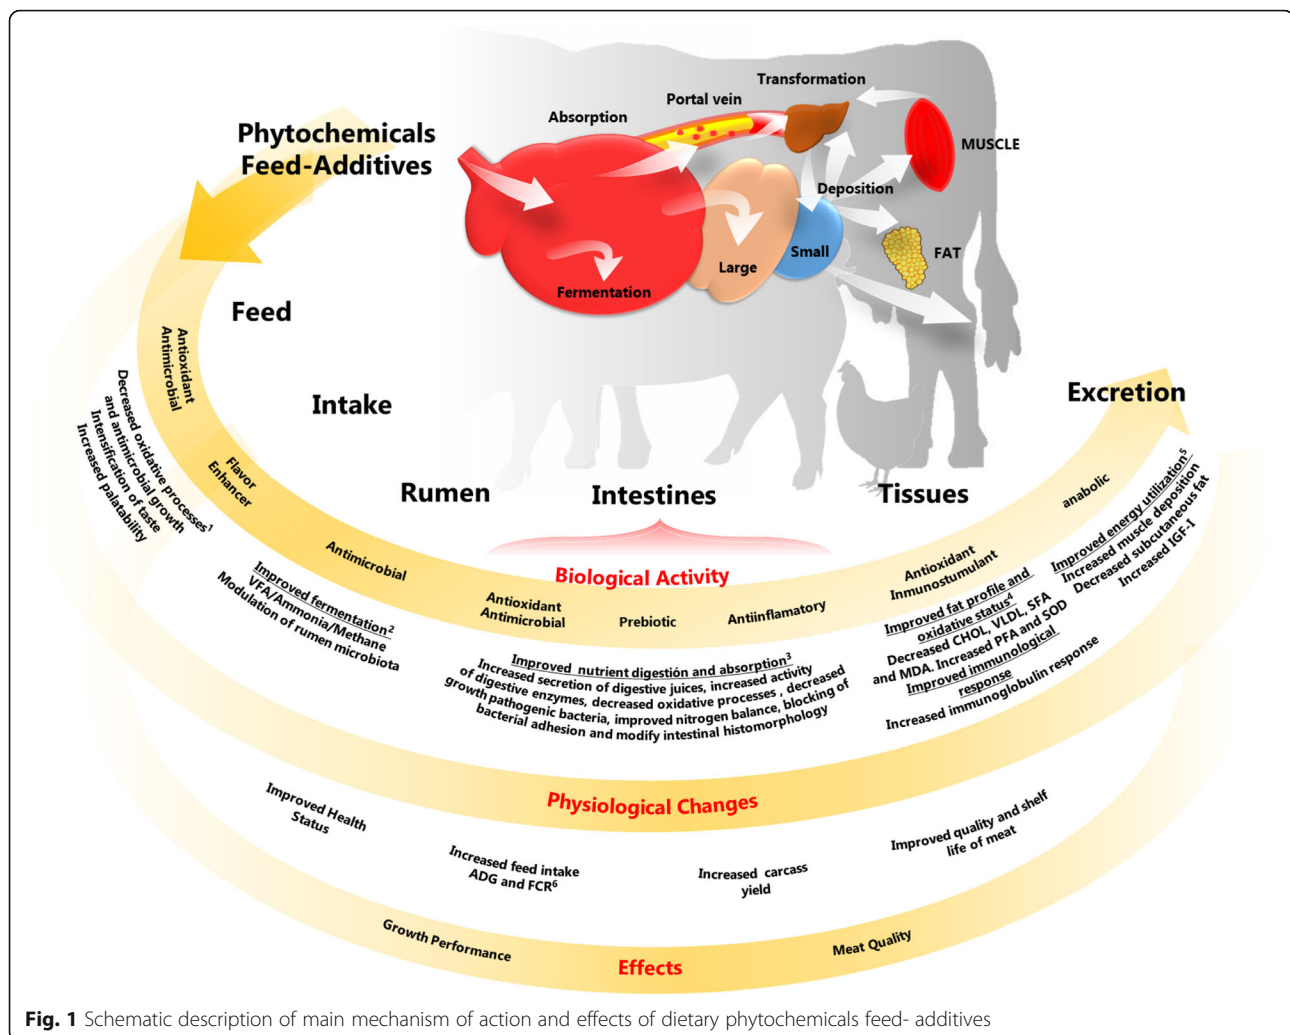 Phytochemicals
Feed-Additives
Absorption
Portal vein
Transformation
MUSCLE
Deposition
FAT
Small
Large
Fermentation
Feed
Intake
Rumen
Intestines
Tissues
Excretion
Antioxidant
Antimicrobial
Flavor
Enhancer
Antimicrobial
Biological Activity
Antioxidant
Antimicrobial
Prebiotic
Antiinflamatory
Antioxidant
Inmunostumulant
anabolic
Decreased oxidative processes¹
and antimicrobial growth
Intensification of taste
Increased palatability
Improved fermentation²
VFA/Ammonia/Methane
Modulation of rumen microbiota
Improved nutrient digestión and absorption³
Increased secretion of digestive juices, increased activity
of digestive enzymes, decreased oxidative processes , decreased
growth pathogenic bacteria, improved nitrogen balance, blocking of
bacterial adhesion and modify intestinal histomorphology
Improved fat profile and
oxidative status⁴
Decreased CHOL, VLDL, SFA
and MDA. Increased PFA and SOD
Improved immunological
response
Increased immunoglobulin response
Improved energy utilization⁵
Increased muscle deposition
Decreased subcutaneous fat
Increased IGF-I
Physiological Changes
Improved Health
Status
Increased feed intake
ADG and FCR⁶
Increased carcass
yield
Improved quality and shelf
life of meat
Growth Performance
Effects
Meat Quality
Fig. 1 Schematic description of main mechanism of action and effects of dietary phytochemicals feed- additives